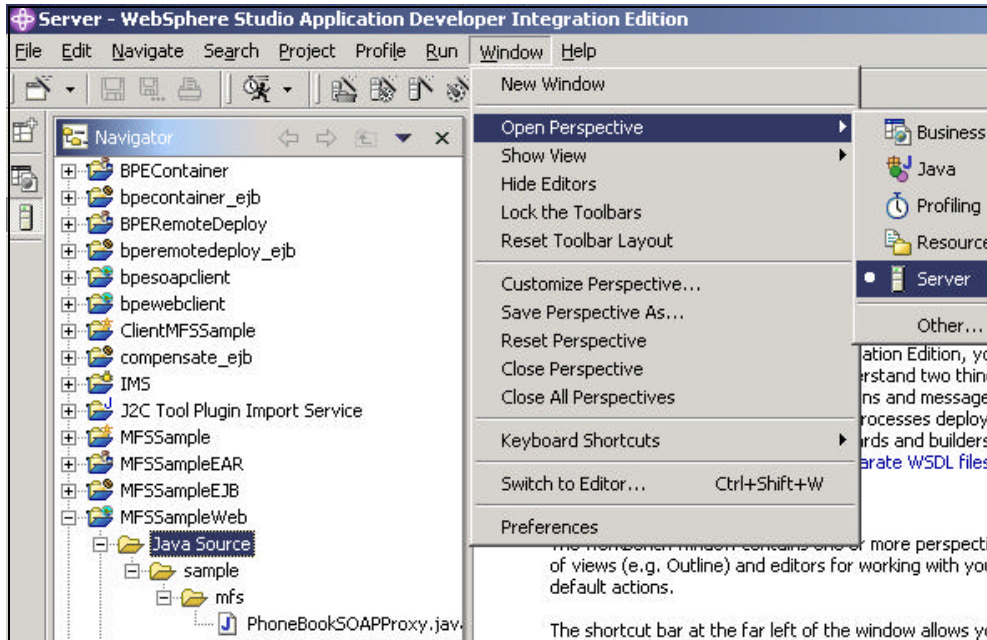 Server - WebSphere Studio Application Developer Integration Edition
File Edit Navigate Search Project Profile Run Window Help
Navigator
BPEContainer
bpecontainer_ejb
BPERemoteDeploy
bperemotedeploy_ejb
bpesoapclient
bpewebclient
ClientMFSSample
compensate_ejb
IMS
J2C Tool Plugin Import Service
MFSSample
MFSSampleEAR
MFSSampleEJB
MFSSampleWeb
Java Source
sample
mfs
PhoneBookSOAPProxy.jav
New Window
Open Perspective
Show View
Hide Editors
Lock the Toolbars
Reset Toolbar Layout
Customize Perspective...
Save Perspective As...
Reset Perspective
Close Perspective
Close All Perspectives
Keyboard Shortcuts
Switch to Editor... Ctrl+Shift+W
Preferences
Business
Java
Profiling
Resource
Server
Other...
ation Edition, yo
erstand two thin
ns and message
rocesses deploy
rds and builders
arate WSDL files
or more perspecti
of views (e.g. Outline) and editors for working with you
default actions.
The shortcut bar at the far left of the window allows y